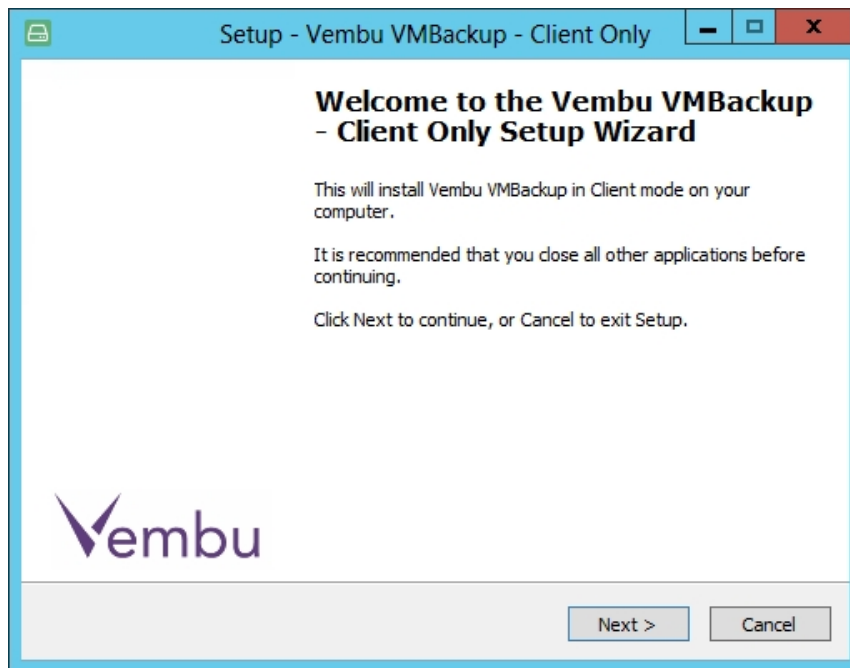 Setup - Vembu VMBackup - Client Only
x
Welcome to the Vembu VMBackup
- Client Only Setup Wizard
This will install Vembu VMBackup in Client mode on your
computer.
It is recommended that you close all other applications before
continuing.
Click Next to continue, or Cancel to exit Setup.
Vembu
Next >
Cancel